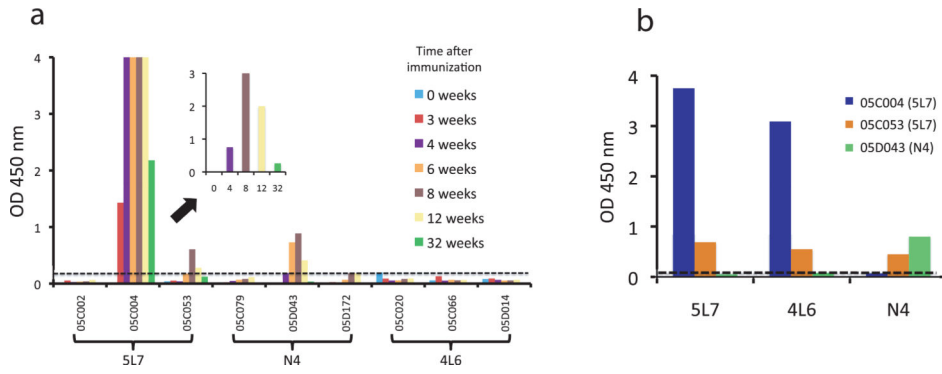 a
OD 450 nm
4
3
2
1
0
3
2
1
0
0 4 8 12 32
Time after
immunization
0 weeks
3 weeks
4 weeks
6 weeks
8 weeks
12 weeks
32 weeks
05C002
05C004
05C053
05C079
05D043
05D172
05C020
05C066
05D014
5L7 N4 4L6
b
OD 450 nm
4
3
2
1
0
05C004 (5L7)
05C053 (5L7)
05D043 (N4)
5L7 4L6 N4